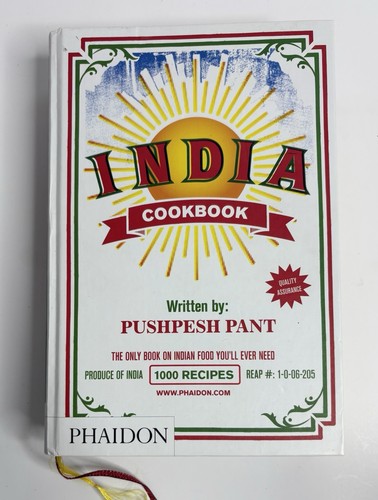 INDIA
COOKBOOK
QUALITY
ASSURANCE
Written by:
PUSHPESH PANT
THE ONLY BOOK ON INDIAN FOOD YOU'LL EVER NEED
PRODUCE OF INDIA 1000 RECIPES REAP #: 1-0-06-205
WWW.PHAIDON.COM
PHAIDON